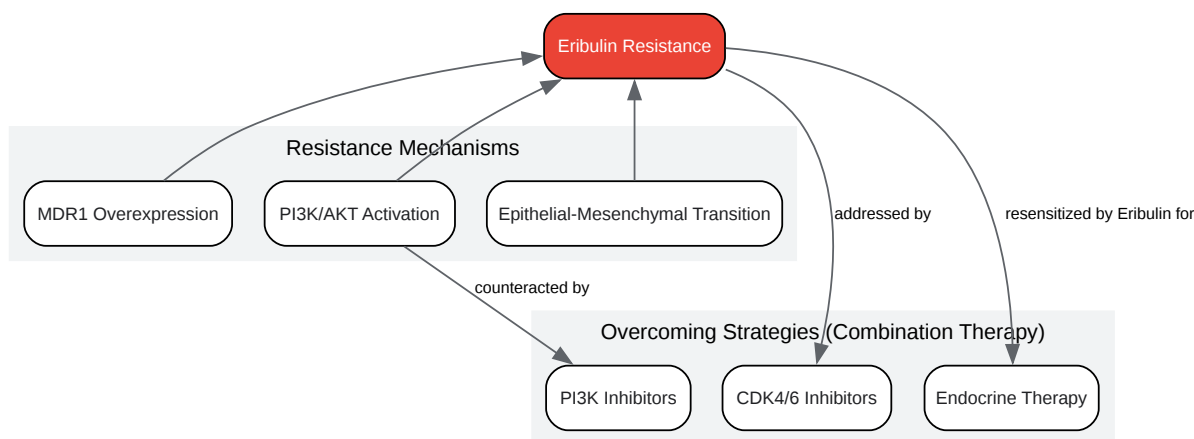 Eribulin Resistance
Resistance Mechanisms
MDR1 Overexpression
PI3K/AKT Activation
Epithelial-Mesenchymal Transition
addressed by
resensitized by Eribulin for
counteracted by
Overcoming Strategies (Combination Therapy)
PI3K Inhibitors
CDK4/6 Inhibitors
Endocrine Therapy